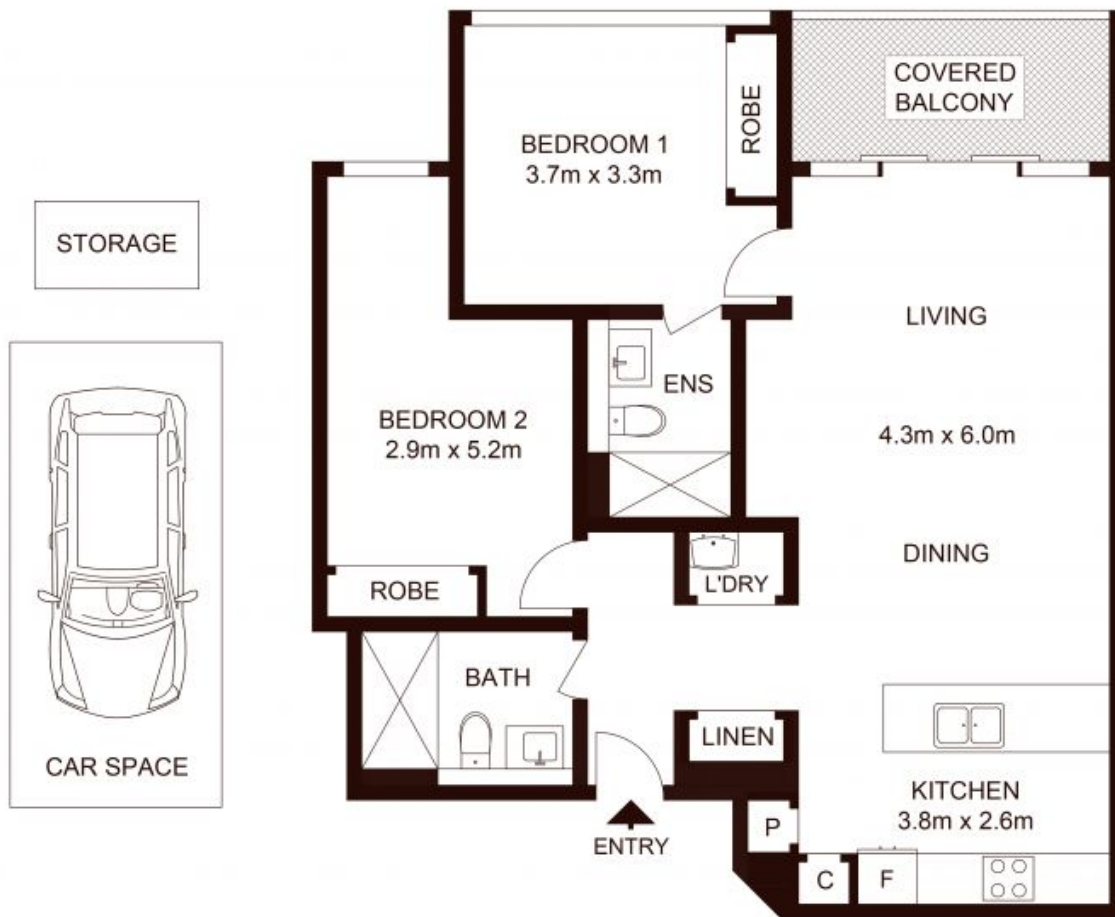 COVERED
BALCONY
ROBE
BEDROOM 1
3.7m x 3.3m
STORAGE
LIVING
ENS
BEDROOM 2
2.9m x 5.2m
4.3m x 6.0m
DINING
L'DRY
ROBE
BATH
LINEN
CAR SPACE
KITCHEN
3.8m x 2.6m
P
ENTRY
C
F